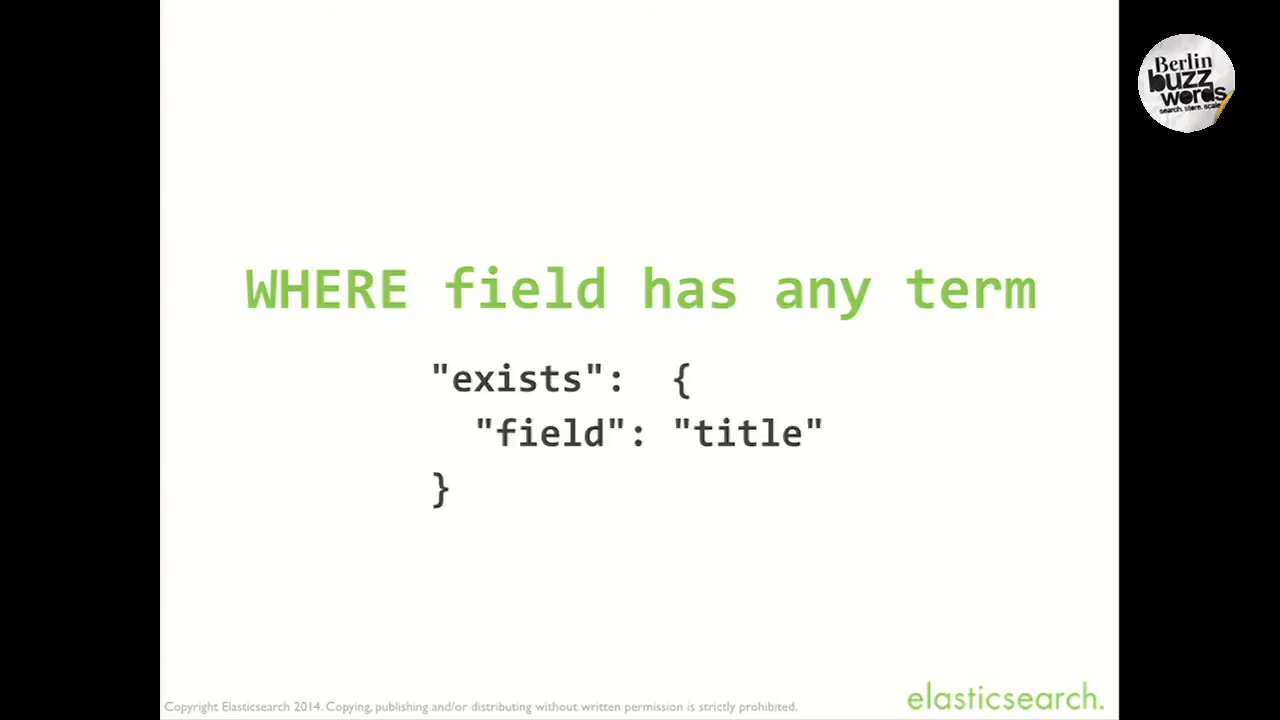 Berlin
buzz
words
search. store. scale
WHERE field has any term
"exists":  {
  "field": "title"
}
Copyright Elasticsearch 2014. Copying, publishing and/or distributing without written permission is strictly prohibited.
elasticsearch.